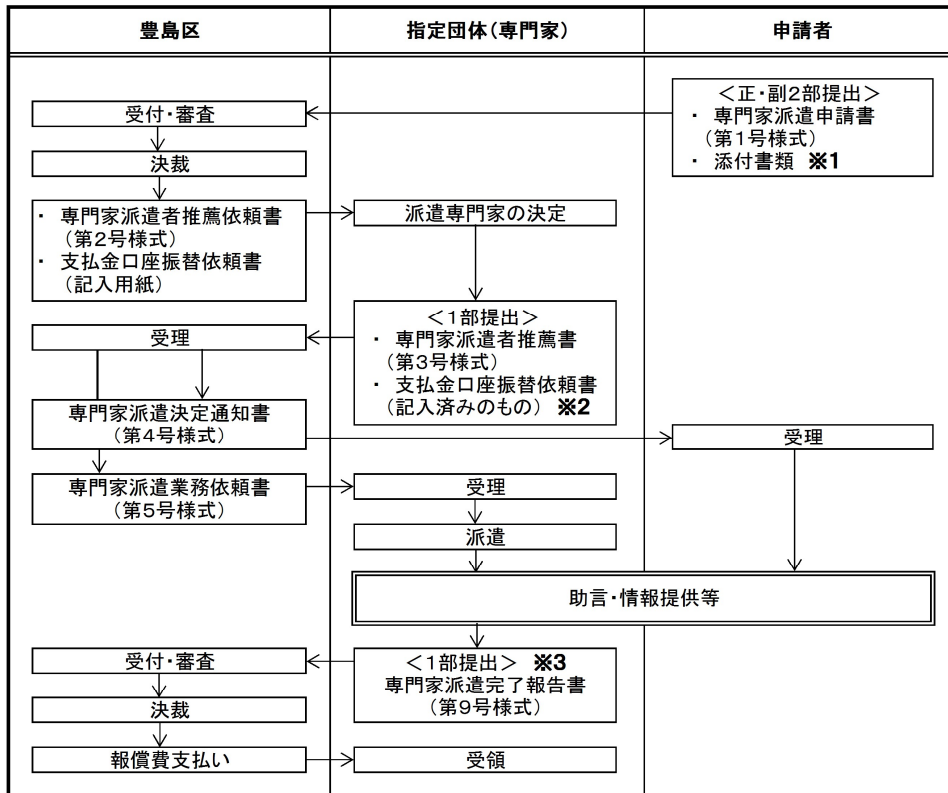 豊島区
指定団体(専門家)
申請者
<正・副2部提出>
・ 専門家派遣申請書
(第1号様式)
・ 添付書類 ※1
受付・審査
決裁
・ 専門家派遣者推薦依頼書
(第2号様式)
・ 支払金口座振替依頼書
(記入用紙)
派遣専門家の決定
<1部提出>
・ 専門家派遣者推薦書
(第3号様式)
・ 支払金口座振替依頼書
(記入済みのもの) ※2
受理
専門家派遣決定通知書
(第4号様式)
受理
専門家派遣業務依頼書
(第5号様式)
受理
派遣
助言・情報提供等
<1部提出> ※3
専門家派遣完了報告書
(第9号様式)
受付・審査
決裁
報償費支払い
受領